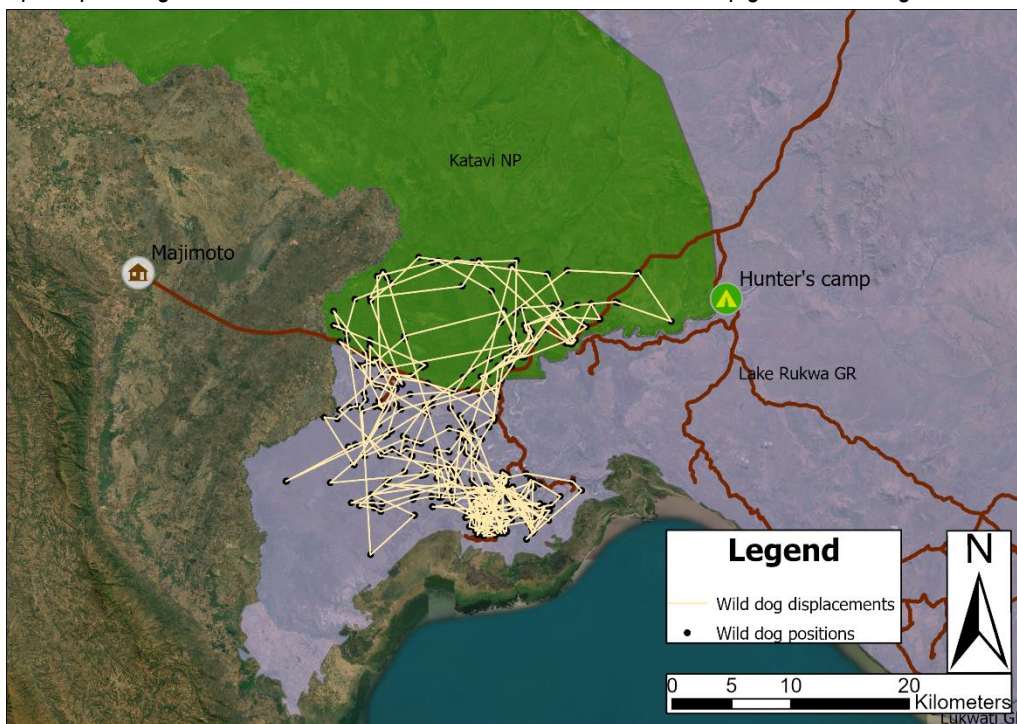 Katavi NP
Majimoto
Hunter's camp
Lake Rukwa GR
Legend
Wild dog displacements
Wild dog positions
N
0 5 10 20
Kilometers